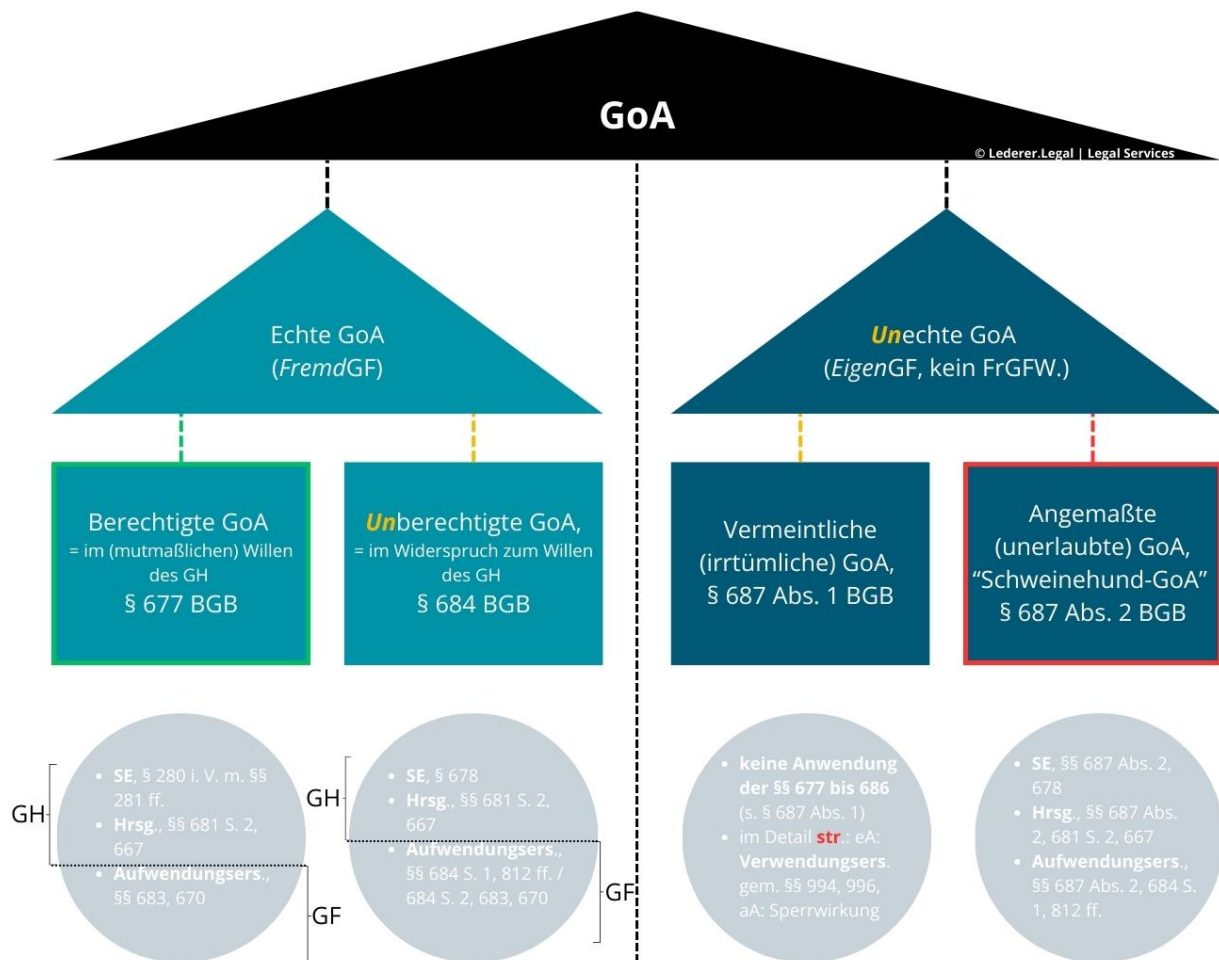 GoA
© Lederer.Legal | Legal Services
Echte GoA
(FremdGF)
Unechte GoA
(EigenGF, kein FrGFW.)
Berechtigte GoA
= im (mutmaßlichen) Willen
des GH
§ 677 BGB
Unberechtigte GoA,
= im Widerspruch zum Willen
des GH
§ 684 BGB
Vermeintliche
(irrtümliche) GoA,
§ 687 Abs. 1 BGB
Angemaßte
(unerlaubte) GoA,
“Schweinehund-GoA”
§ 687 Abs. 2 BGB
GH
• SE, § 280 i. V. m. §§
281 ff.
• Hrsg., §§ 681 S. 2,
667
• Aufwendungsers.,
§§ 683, 670
GF
GH
• SE, § 678
• Hrsg., §§ 681 S. 2,
667
• Aufwendungsers.,
§§ 684 S. 1, 812 ff. /
684 S. 2, 683, 670
GF
• keine Anwendung
der §§ 677 bis 686
(s. § 687 Abs. 1)
• im Detail str.: eA:
Verwendungsers.
gem. §§ 994, 996,
aA: Sperrwirkung
• SE, §§ 687 Abs. 2,
678
• Hrsg., §§ 687 Abs.
2, 681 S. 2, 667
• Aufwendungsers.,
§§ 687 Abs. 2, 684 S.
1, 812 ff.